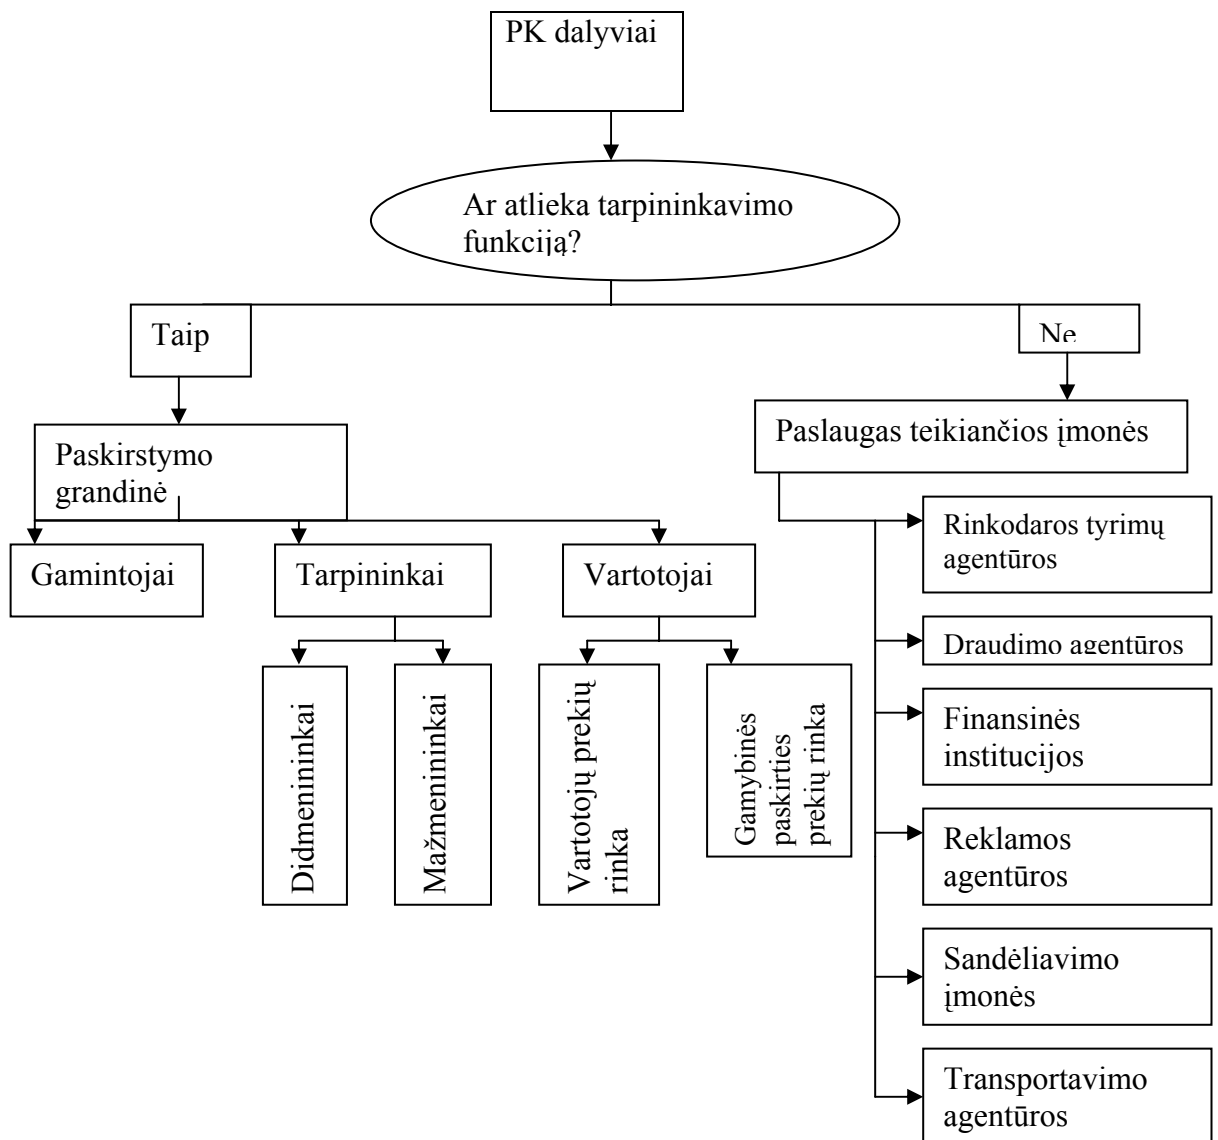 PK dalyviai
Ar atlieka tarpininkavimo
funkciją?
Taip
Ne
Paskirstymo
grandinė
Paslaugas teikiančios įmonės
Gamintojai
Tarpininkai
Vartotojai
Didmenininkai
Mažmenininkai
Vartotojų prekių
rinka
Gamybinės
paskirties
prekių rinka
Rinkodaros tyrimų
agentūros
Draudimo agentūros
Finansinės
institucijos
Reklamos
agentūros
Sandėliavimo
įmonės
Transportavimo
agentūros